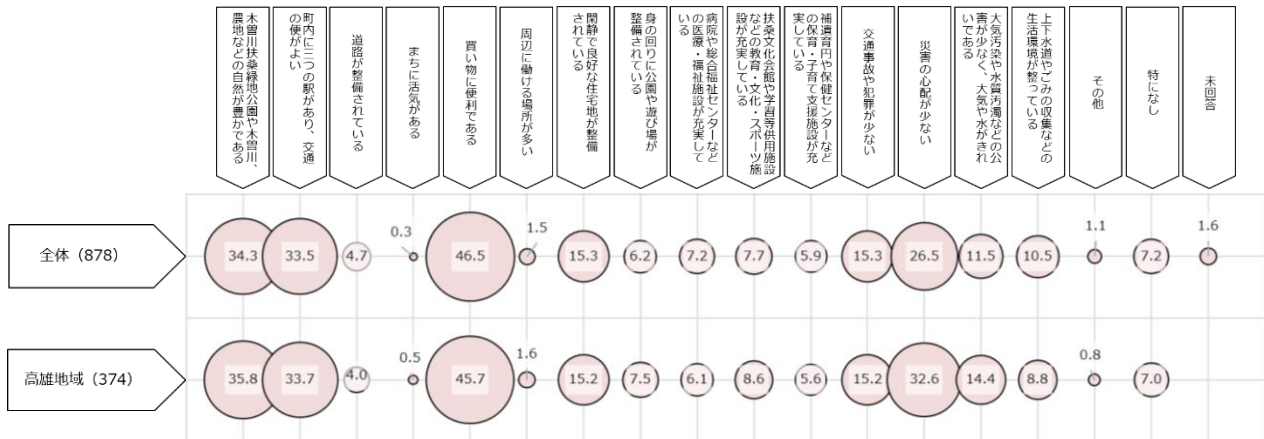 木曽川扶桑緑地公園や木曽川、
農地などの自然が豊かである
町内に三つの駅があり、交通
の便がよい
道路が整備されている
まちに活気がある
買い物に便利である
周辺に働ける場所が多い
閑静で良好な住宅地が整備
されている
身の回りに公園や遊び場が
整備されている
病院や総合福祉センターなど
の医療・福祉施設が充実して
いる
扶桑文化会館や学習等供用施設
などの教育・文化・スポーツ施
設が充実している
補遺育円や保健センターなど
の保育・子育て支援施設が充
実している
交通事故や犯罪が少ない
災害の心配が少ない
大気汚染や水質汚濁などの公
害が少なく、大気や水がきれ
いである
上下水道やごみの収集などの
生活環境が整っている
その他
特になし
未回答
全体（878）
34.3 33.5 4.7 0.3 46.5 1.5 15.3 6.2 7.2 7.7 5.9 15.3 26.5 11.5 10.5 1.1 7.2 1.6
高雄地域（374）
35.8 33.7 4.0 0.5 45.7 1.6 15.2 7.5 6.1 8.6 5.6 15.2 32.6 14.4 8.8 0.8 7.0